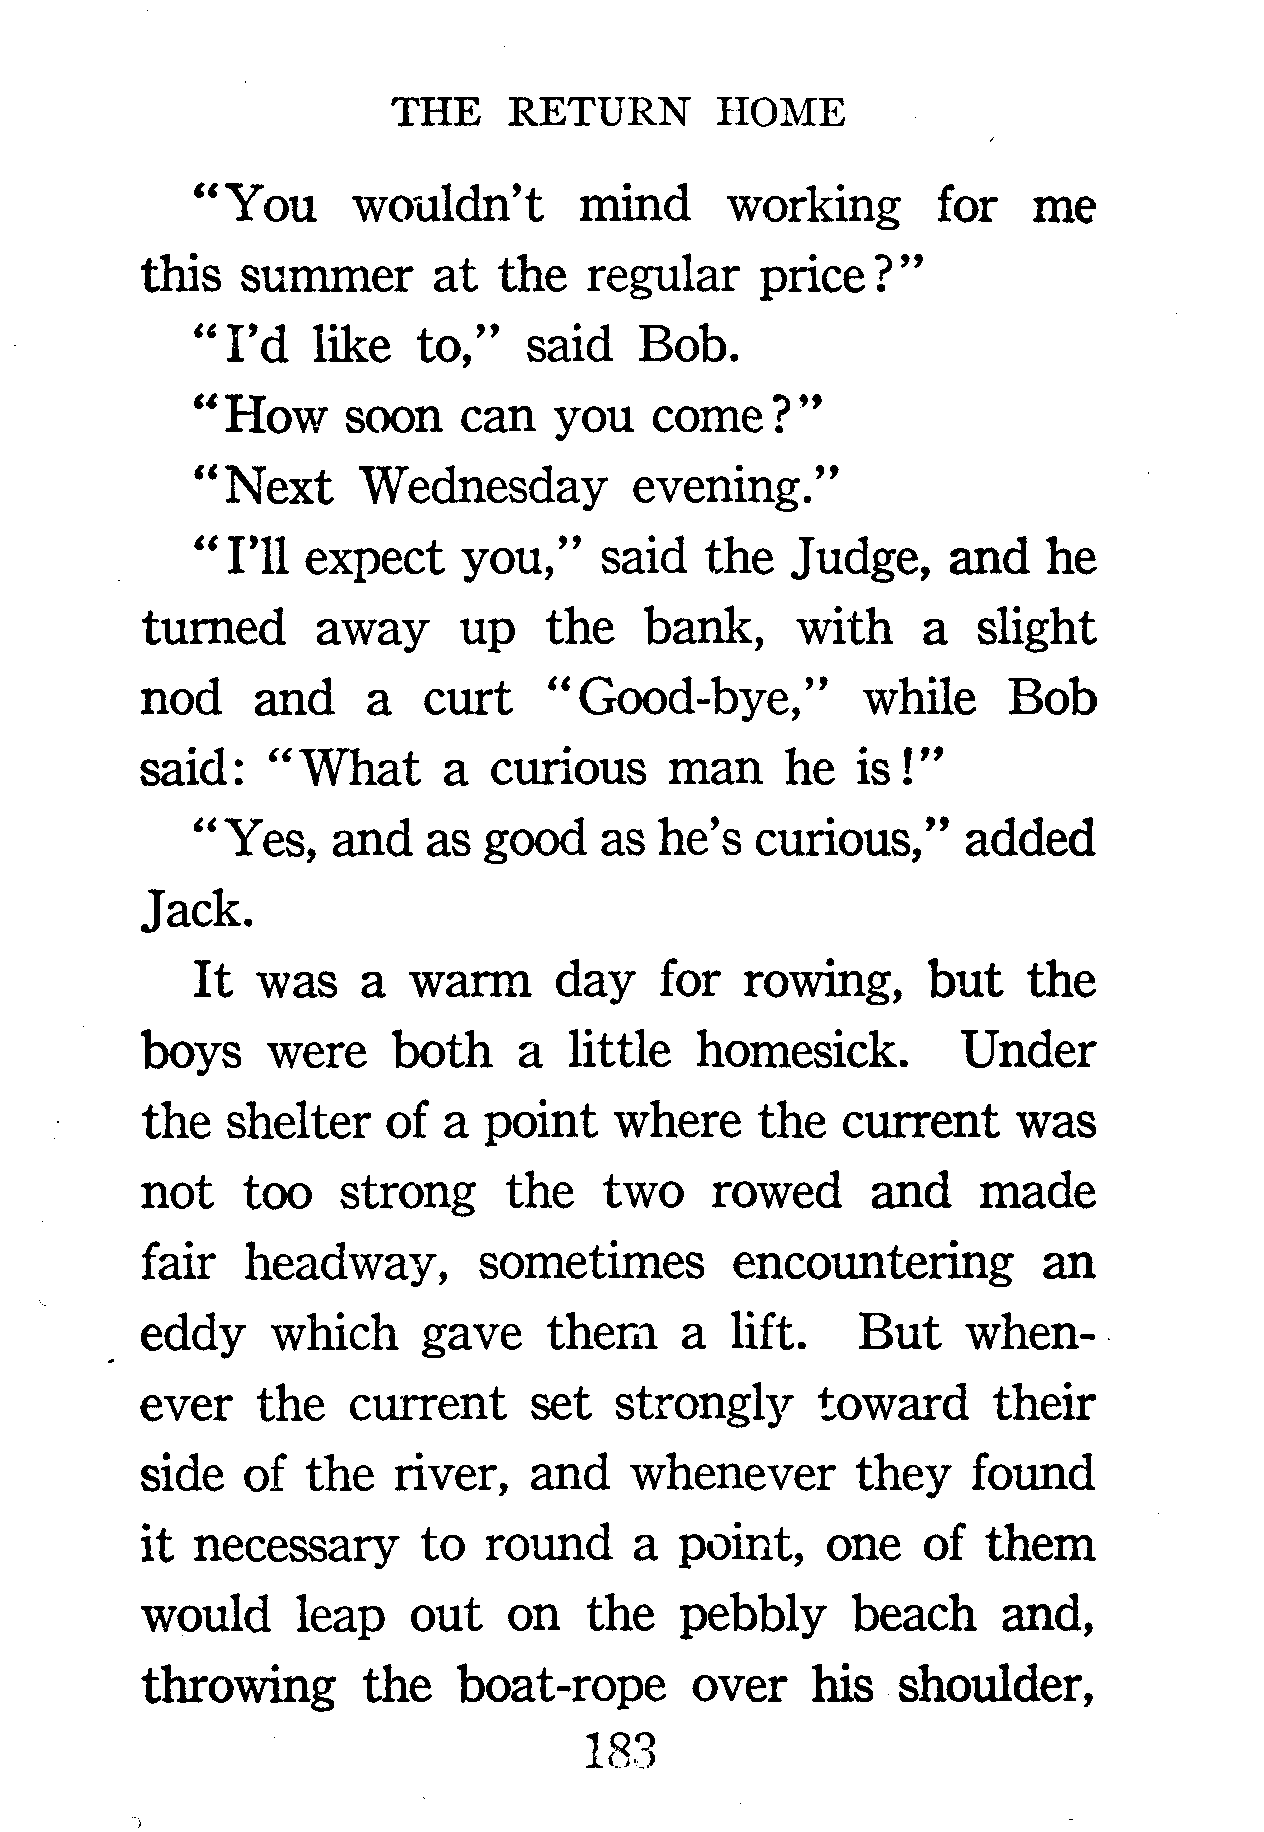 THE RETURN HOME
"You wouldn't mind working for me
this summer at the regular price?"
"I'd like to," said Bob.
"How soon can you come?"
"Next Wednesday evening."
"I'll expect you," said the Judge, and he
turned away up the bank, with a slight
nod and a curt "Good-bye," while Bob
said: "What a curious man he is!"
"Yes, and as good as he's curious," added
Jack.
It was a warm day for rowing, but the
boys were both a little homesick. Under
the shelter of a point where the current was
not too strong the two rowed and made
fair headway, sometimes encountering an
eddy which gave them a lift. But when-
ever the current set strongly toward their
side of the river, and whenever they found
it necessary to round a point, one of them
would leap out on the pebbly beach and,
throwing the boat-rope over his shoulder,
183